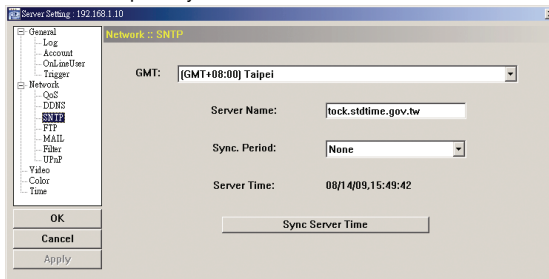 Server Setting : 192.168.1.10
General
Log
Account
OnLineUser
Trigger
Network
QoS
DDNS
SNTP
FTP
MAIL
Filter
UPnP
Video
Color
Time
OK
Cancel
Apply
Network :: SNTP
GMT: (GMT+08:00) Taipei
Server Name: tock.stdtime.gov.tw
Sync. Period: None
Server Time: 08/14/09,15:49:42
Sync Server Time